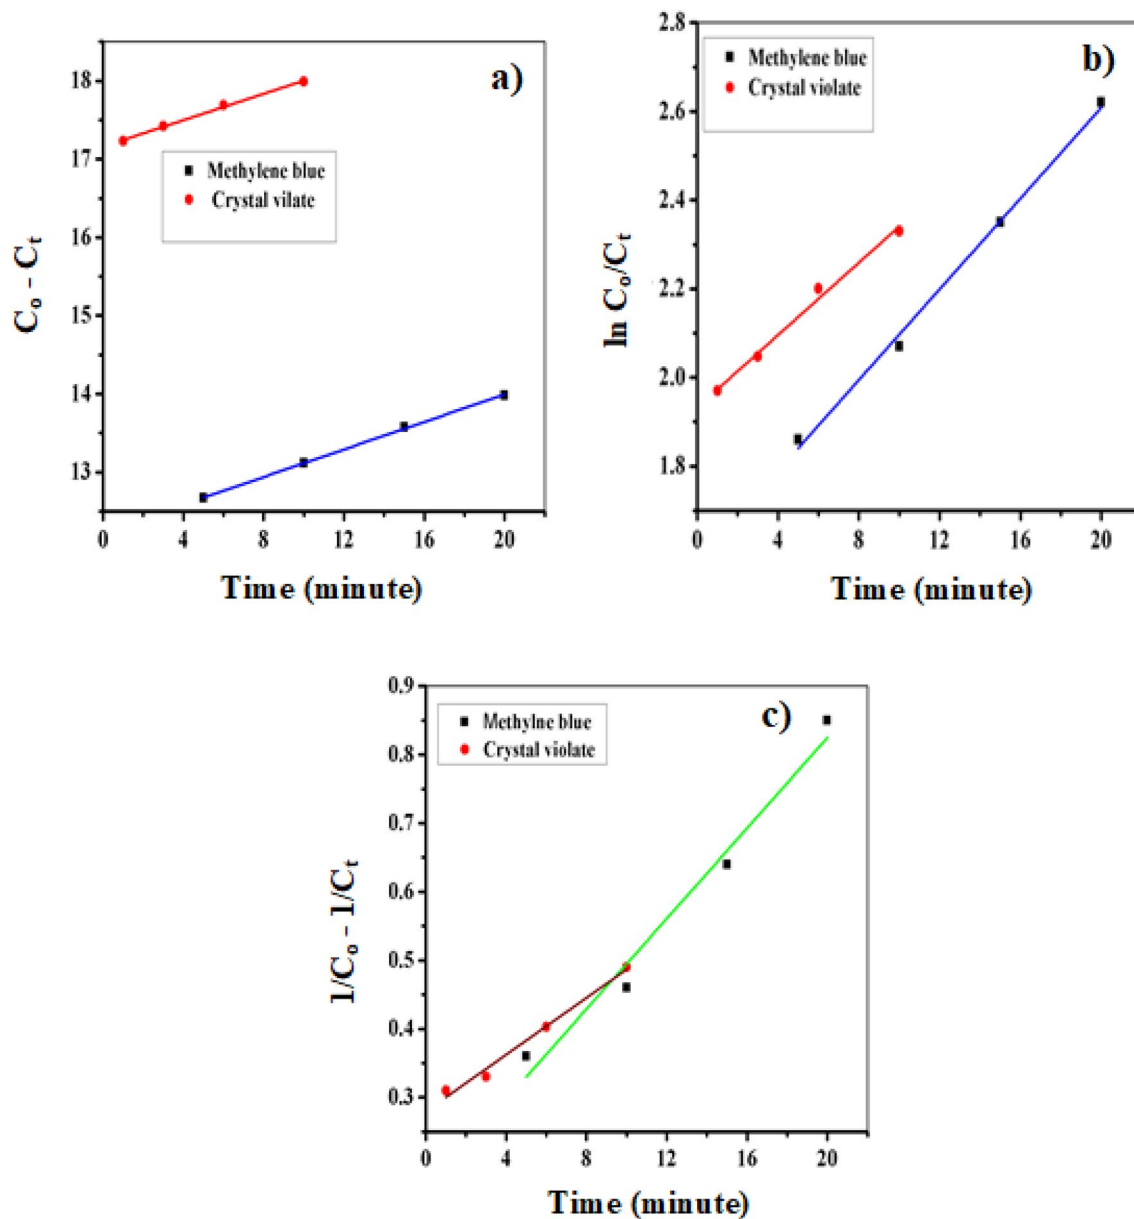 a)
18
17
16
15
14
13
Methylene blue
Crystal vilate
Cₒ - Cₜ
0 4 8 12 16 20
Time (minute)
b)
2.8
2.6
2.4
2.2
2.0
1.8
Methylene blue
Crystal violate
ln Cₒ/Cₜ
0 4 8 12 16 20
Time (minute)
c)
0.9
0.8
0.7
0.6
0.5
0.4
0.3
Methylne blue
Crystal violate
1/Cₒ - 1/Cₜ
0 4 8 12 16 20
Time (minute)